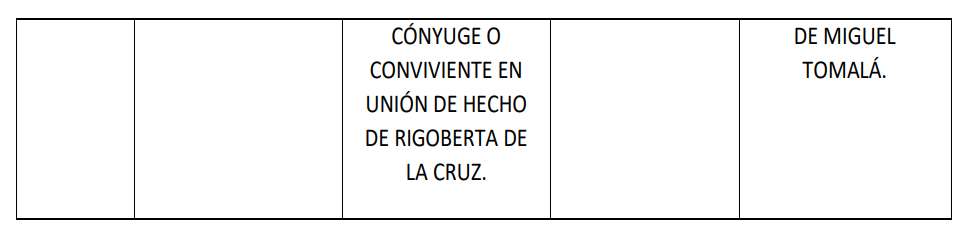 CÓNYUGE O
CONVIVIENTE EN
UNIÓN DE HECHO
DE RIGOBERTA DE
LA CRUZ.
DE MIGUEL
TOMALÁ.